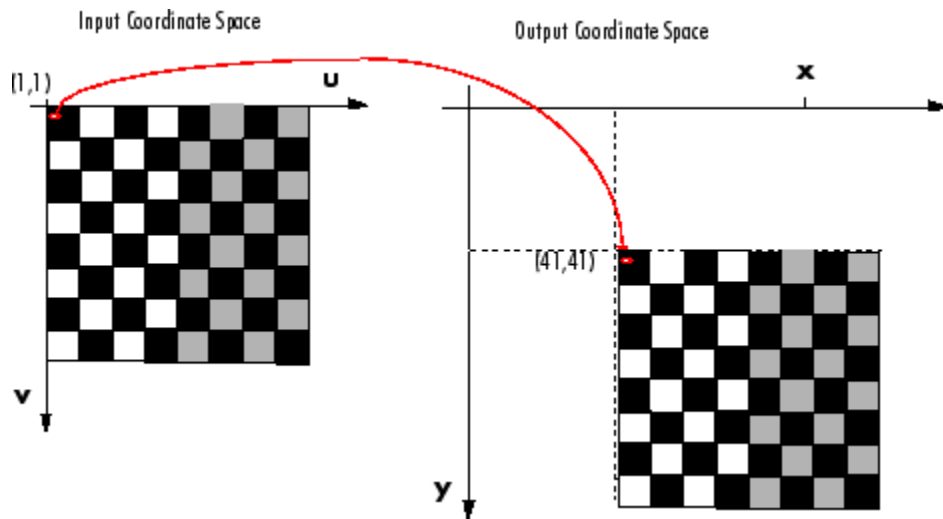 Input Coordinate Space
Output Coordinate Space
(1,1)
U
X
(41,41)
V
y